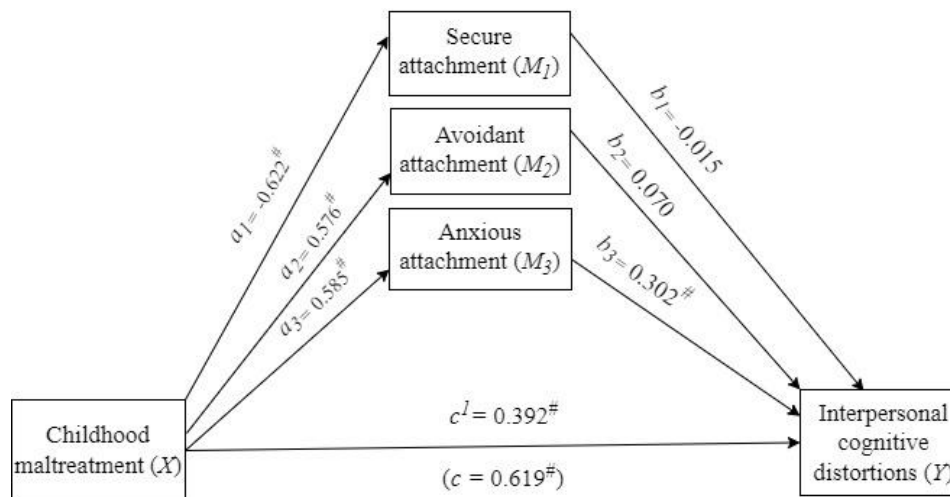 Secure
attachment (M₁)
a₁= -0.622#
b₁= -0.015
Avoidant
attachment (M₂)
a₂= 0.576#
b₂= 0.070
Anxious
attachment (M₃)
a₃= 0.585#
b₃= 0.302#
Childhood
maltreatment (X)
c¹= 0.392#
(c = 0.619#)
Interpersonal
cognitive
distortions (Y)